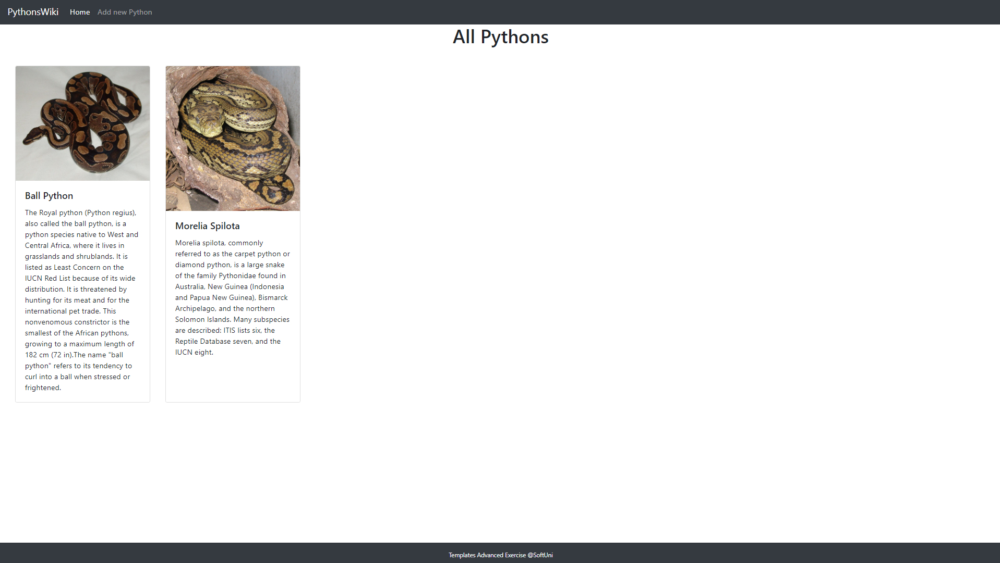 PythonsWiki Home Add new Python
All Pythons
Ball Python
The Royal python (Python regius),
also called the ball python, is a
python species native to West and
Central Africa, where it lives in
grasslands and shrublands. It is
listed as Least Concern on the
IUCN Red List because of its wide
distribution. It is threatened by
hunting for its meat and for the
international pet trade. This
nonvenomous constrictor is the
smallest of the African pythons,
growing to a maximum length of
182 cm (72 in).The name "ball
python" refers to its tendency to
curl into a ball when stressed or
frightened.
Morelia Spilota
Morelia spilota, commonly
referred to as the carpet python or
diamond python, is a large snake
of the family Pythonidae found in
Australia, New Guinea (Indonesia
and Papua New Guinea), Bismarck
Archipelago, and the northern
Solomon Islands. Many subspecies
are described: ITIS lists six, the
Reptile Database seven, and the
IUCN eight.
Templates Advanced Exercise @SoftUni